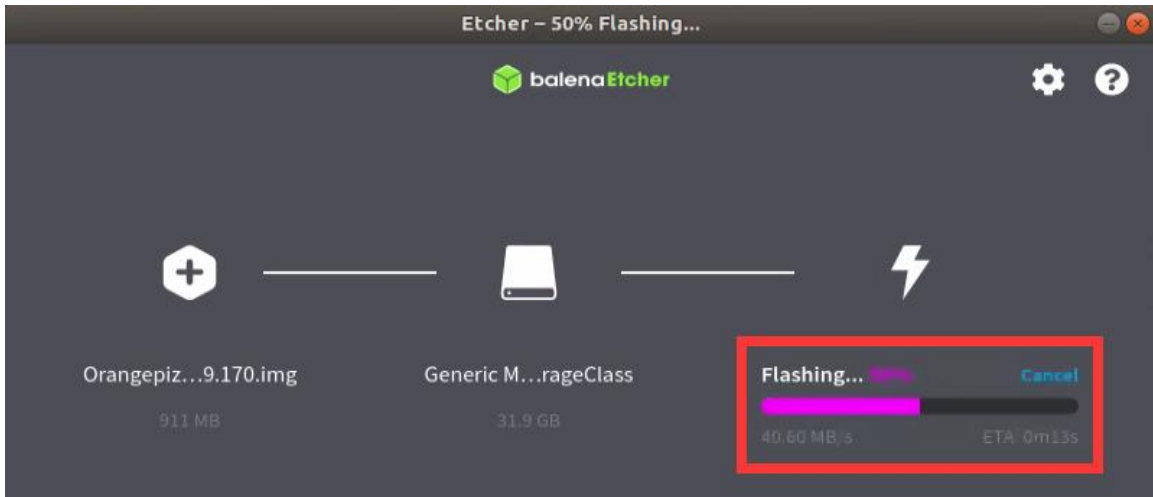 Etcher – 50% Flashing...
balenaEtcher
Orangepiz...9.170.img
911 MB
Generic M...rageClass
31.9 GB
Flashing... 50%
Cancel
40.60 MB/s
ETA: 0m13s